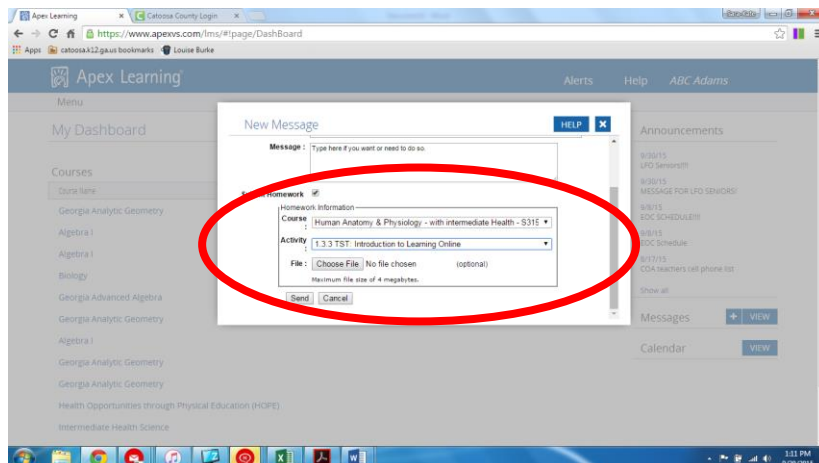 Apex Learning
Catoosa County Login
https://www.apexvs.com/lms/#!page/DashBoard
Apps catoosa.k12.ga.us bookmarks Louise Burke
Apex Learning
Alerts Help ABC Adams
Menu
My Dashboard
Courses
Course Name
Georgia Analytic Geometry
Algebra I
Algebra I
Biology
Georgia Advanced Algebra
Georgia Analytic Geometry
Algebra I
Georgia Analytic Geometry
Georgia Analytic Geometry
Health Opportunities through Physical Education (HOPE)
Intermediate Health Science
New Message
HELP
Message :
Type here if you want or need to do so.
Homework
Homework Information
Course :
Human Anatomy & Physiology - with intermediate Health - S315
Activity :
1.3.3 TST: Introduction to Learning Online
File : Choose File No file chosen (optional)
Maximum file size of 4 megabytes.
Send Cancel
Announcements
9/30/15
LFO Seniors!!!!
9/30/15
MESSAGE FOR LFO SENIORS!
9/8/15
EOC SCHEDULE!!!!
9/8/15
EOC Schedule
8/17/15
COA teachers cell phone list
Show all
Messages + VIEW
Calendar VIEW
1:11 PM